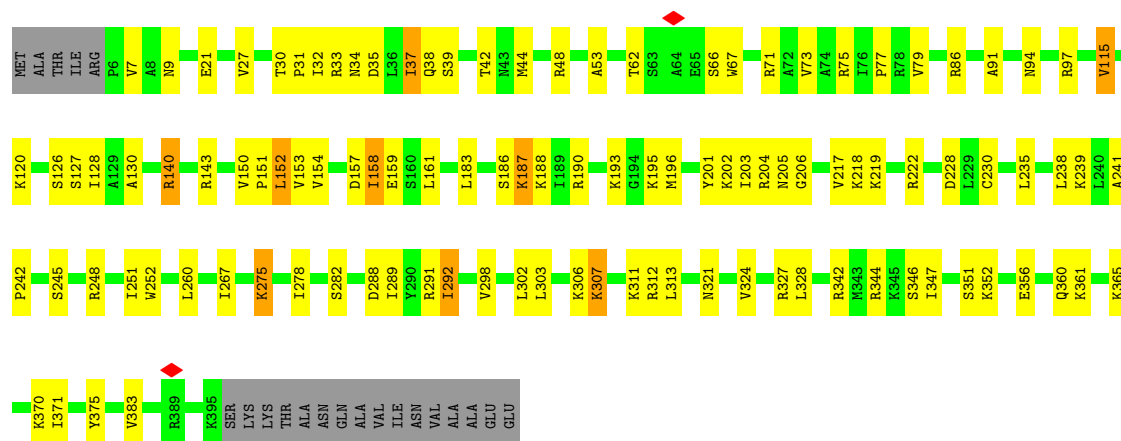 MET ALA THR ILE ARG P6 V7 A8 N9 E21 V27 T30 P31 I32 R33 N34 D35 L36 I37 Q38 S39 T42 N43 M44 R48 A53 T62 S63 A64 E65 S66 W67 R71 A72 V73 A74 R75 I76 P77 R78 V79 R86 A91 N94 R97 V115
K120 S126 S127 I128 A129 A130 R140 R143 V150 P151 L152 V153 V154 D157 I158 E159 S160 L161 L183 S186 K187 K188 I189 R190 K193 G194 K195 M196 Y201 K202 I203 R204 N205 G206 V217 K218 K219 R222 D228 L229 C230 L235 L238 K239 L240 A241
P242 S245 R248 I251 W252 L260 I267 K275 I278 S282 D288 I289 Y290 R291 I292 V298 L302 L303 K306 K307 K311 R312 L313 N321 V324 R327 L328 R342 M343 R344 K345 S346 I347 S351 K352 E356 Q360 K361 K365
K370 I371 Y375 V383 R389 K395 SER LYS LYS THR ALA ASN GLN ALA VAL ILE ASN VAL ALA ALA GLU GLU